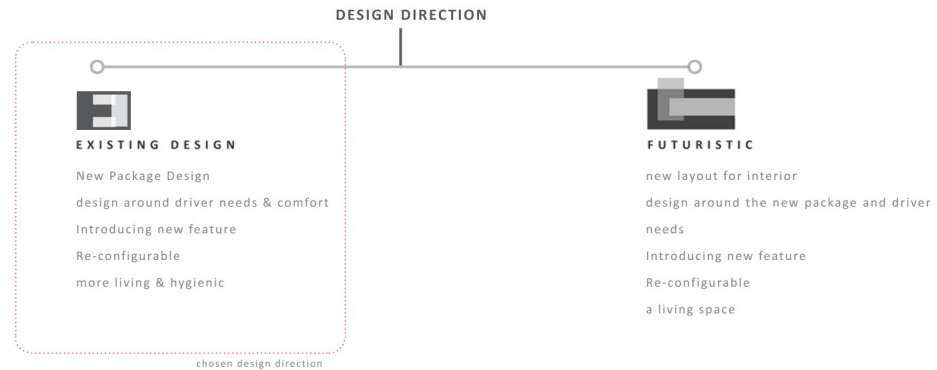 DESIGN DIRECTION
EXISTING DESIGN
New Package Design
design around driver needs & comfort
Introducing new feature
Re-configurable
more living & hygienic
chosen design direction
FUTURISTIC
new layout for interior
design around the new package and driver
needs
Introducing new feature
Re-configurable
a living space